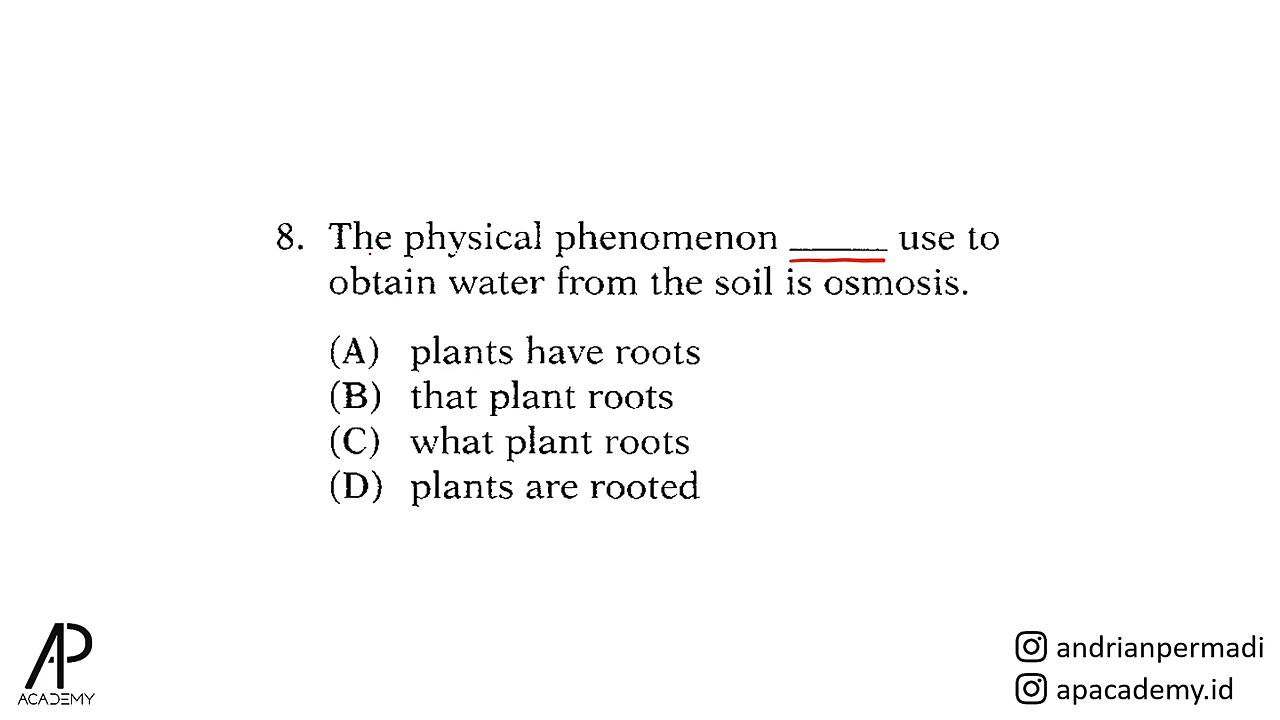 8. The physical phenomenon _____ use to
obtain water from the soil is osmosis.
(A) plants have roots
(B) that plant roots
(C) what plant roots
(D) plants are rooted
AP
ACADEMY
andrianpermadi
apacademy.id